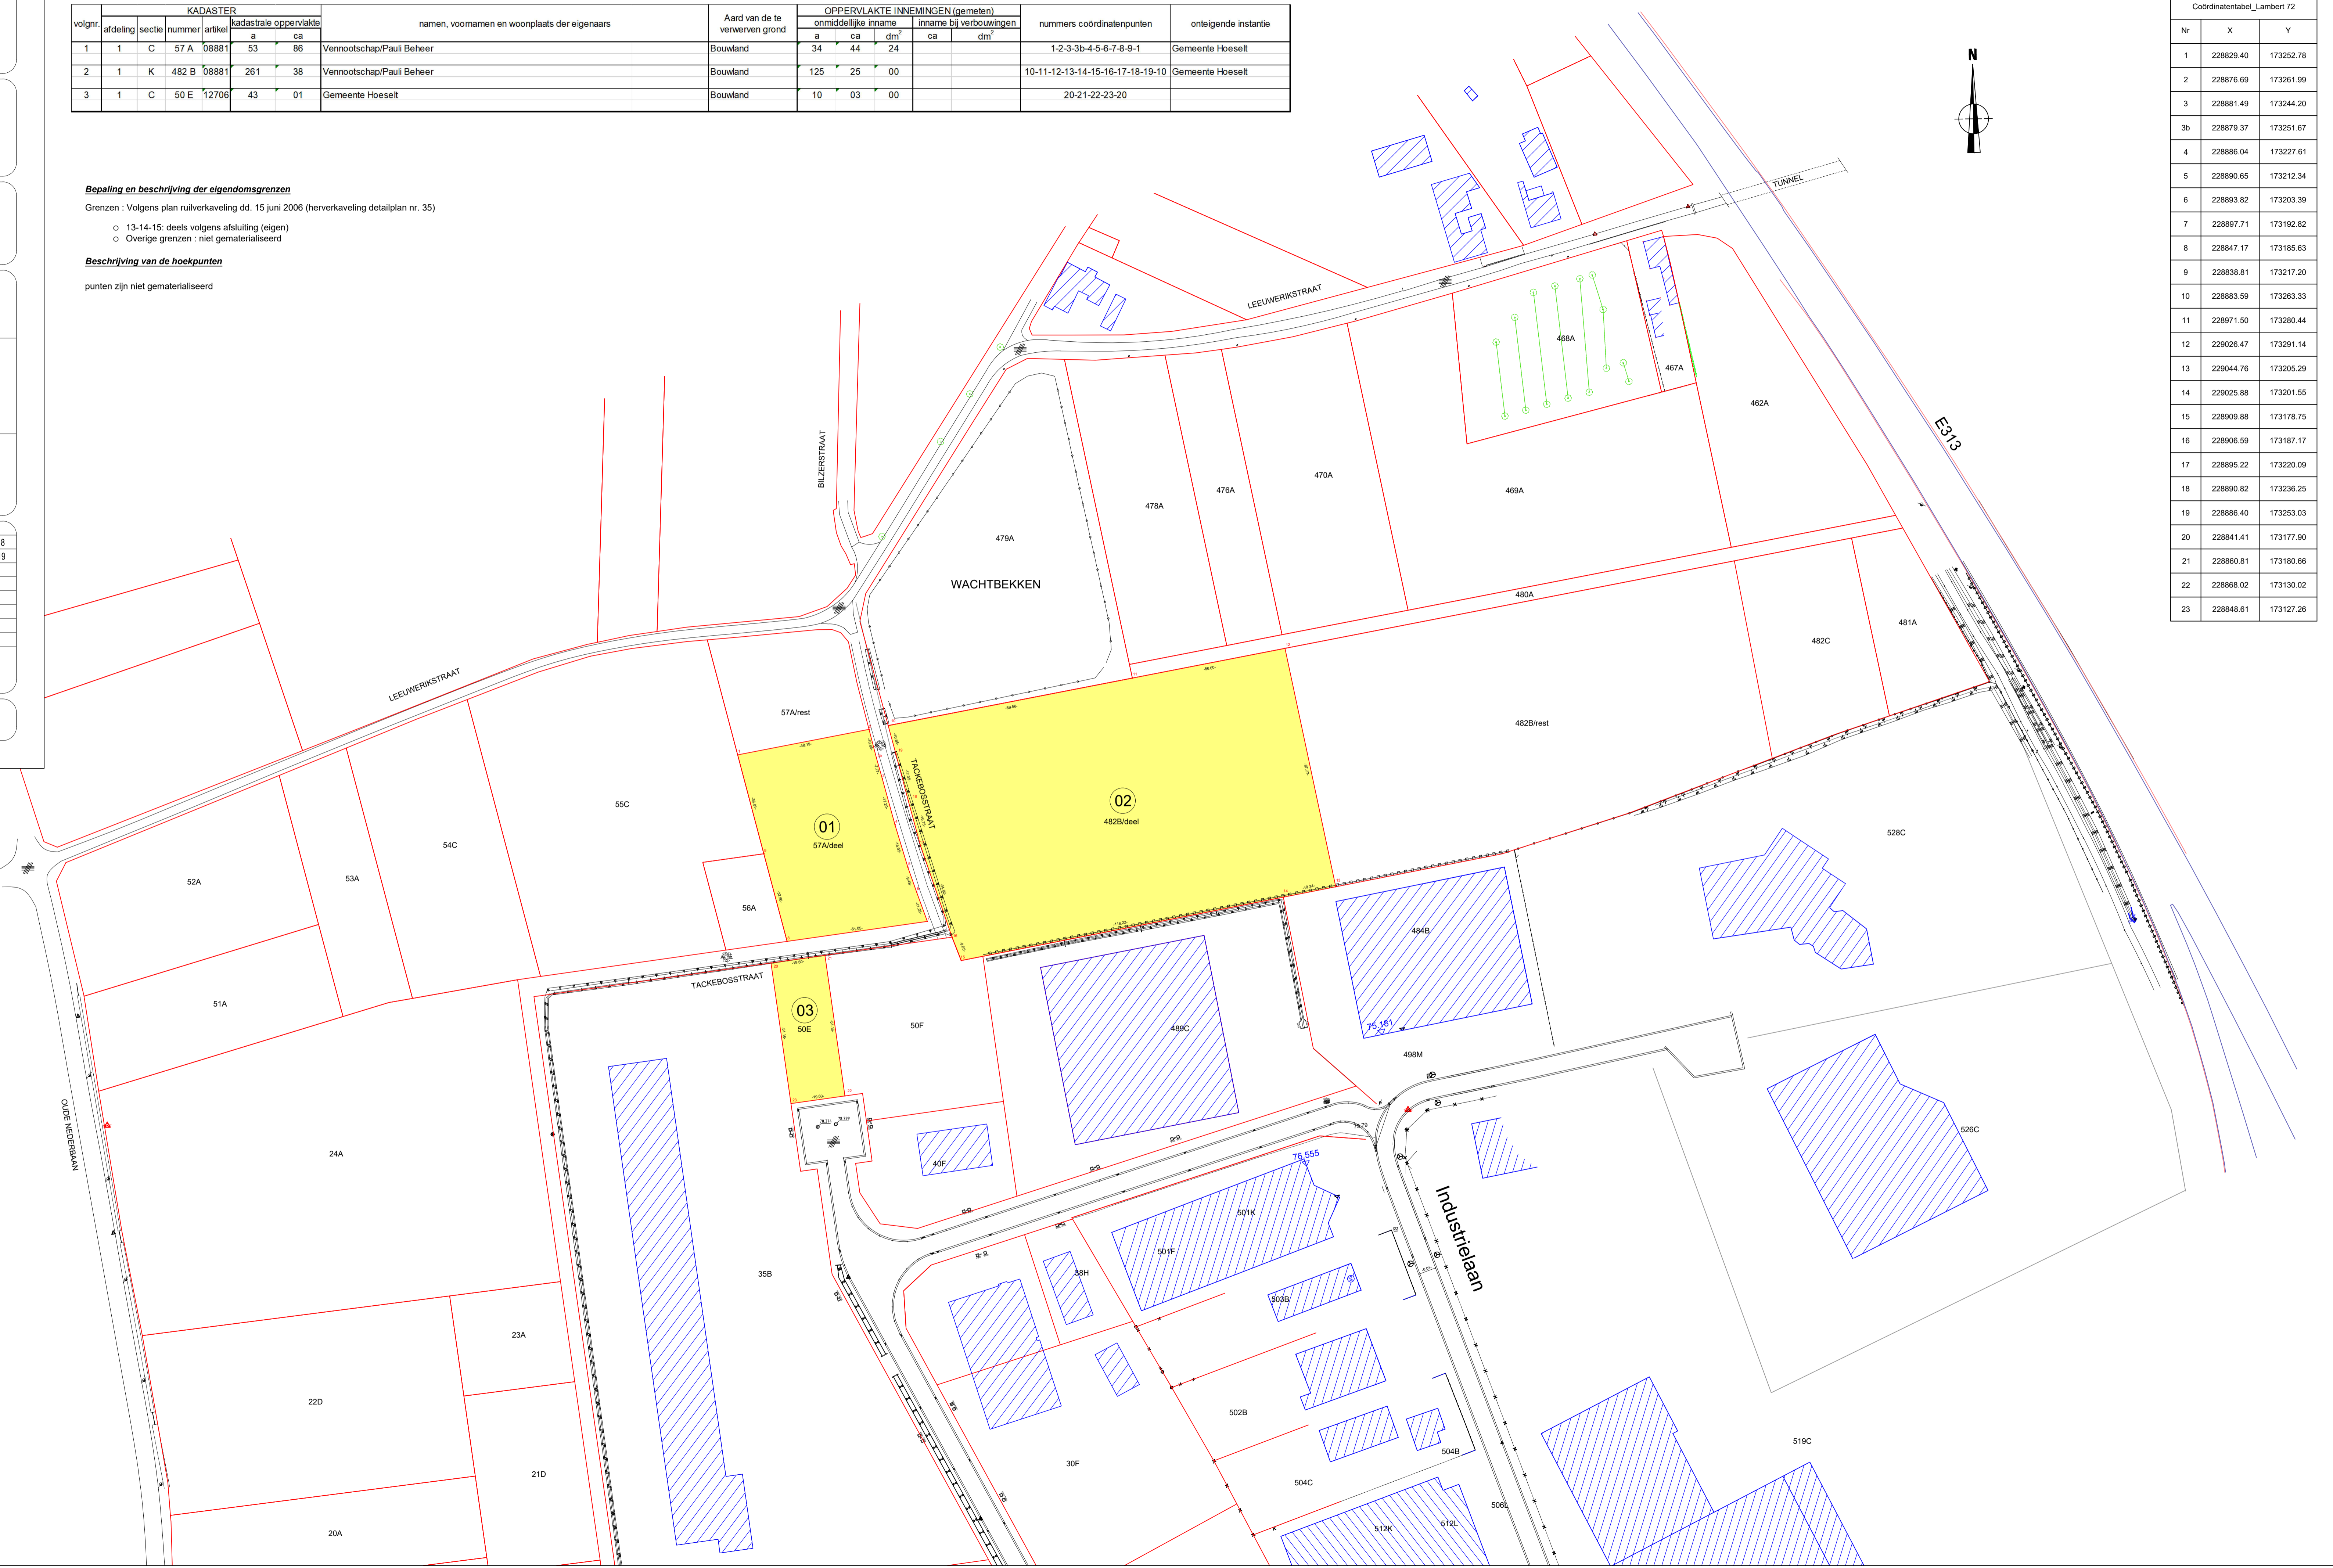 KADASTER
OPPERVLAKTE INNEMINGEN (gemeten)
volgnr. afdeling sectie nummer artikel kadastrale oppervlakte namen, voornamen en woonplaats der eigenaars Aard van de te verwerven grond onmiddellijke inname inname bij verbouwingen nummers coördinatenpunten onteigende instantie
a ca a ca dm² ca dm²
1 1 C 57 A 08881 53 86 Vennootschap/Pauli Beheer Bouwland 34 44 24 1-2-3-3b-4-5-6-7-8-9-1 Gemeente Hoeselt
2 1 K 482 B 08881 261 38 Vennootschap/Pauli Beheer Bouwland 125 25 00 10-11-12-13-14-15-16-17-18-19-10 Gemeente Hoeselt
3 1 C 50 E 12706 43 01 Gemeente Hoeselt Bouwland 10 03 00 20-21-22-23-20
Bepaling en beschrijving der eigendomsgrenzen
Grenzen : Volgens plan ruilverkaveling dd. 15 juni 2006 (herverkaveling detailplan nr. 35)
○ 13-14-15: deels volgens afsluiting (eigen)
○ Overige grenzen : niet gematerialiseerd
Beschrijving van de hoekpunten
punten zijn niet gematerialiseerd
N
Coördinatentabel_Lambert 72
Nr X Y
1 228829.40 173252.78
2 228876.69 173261.99
3 228881.49 173244.20
3b 228879.37 173251.67
4 228886.04 173227.61
5 228890.65 173212.34
6 228893.82 173203.39
7 228897.71 173192.82
8 228847.17 173185.63
9 228838.81 173217.20
10 228883.59 173263.33
11 228971.50 173280.44
12 229026.47 173291.14
13 229044.76 173205.29
14 229025.88 173201.55
15 228909.88 173178.75
16 228906.59 173187.17
17 228895.22 173220.09
18 228890.82 173236.25
19 228886.40 173253.03
20 228841.41 173177.90
21 228860.81 173180.66
22 228868.02 173130.02
23 228848.61 173127.26
8
9
TUNNEL
LEEUWERIKSTRAAT
E313
468A
467A
462A
BILZERSTRAAT
478A
476A
470A
469A
479A
WACHTBEKKEN
480A
481A
482C
LEEUWERIKSTRAAT
57A/rest
482B/rest
TACKEBOSSTRAAT
55C
02
482B/deel
01
57A/deel
54C
528C
52A
53A
56A
484B
TACKEBOSSTRAAT
51A
03
50E
50F
489C
75,181
498M
OUDE NEDERBAAN
78.314
78.399
24A
40F
75,79
76,555
526C
Industrielaan
501K
501F
35B
38H
503B
23A
22D
502B
519C
504B
30F
21D
504C
506L
512K
512L
20A